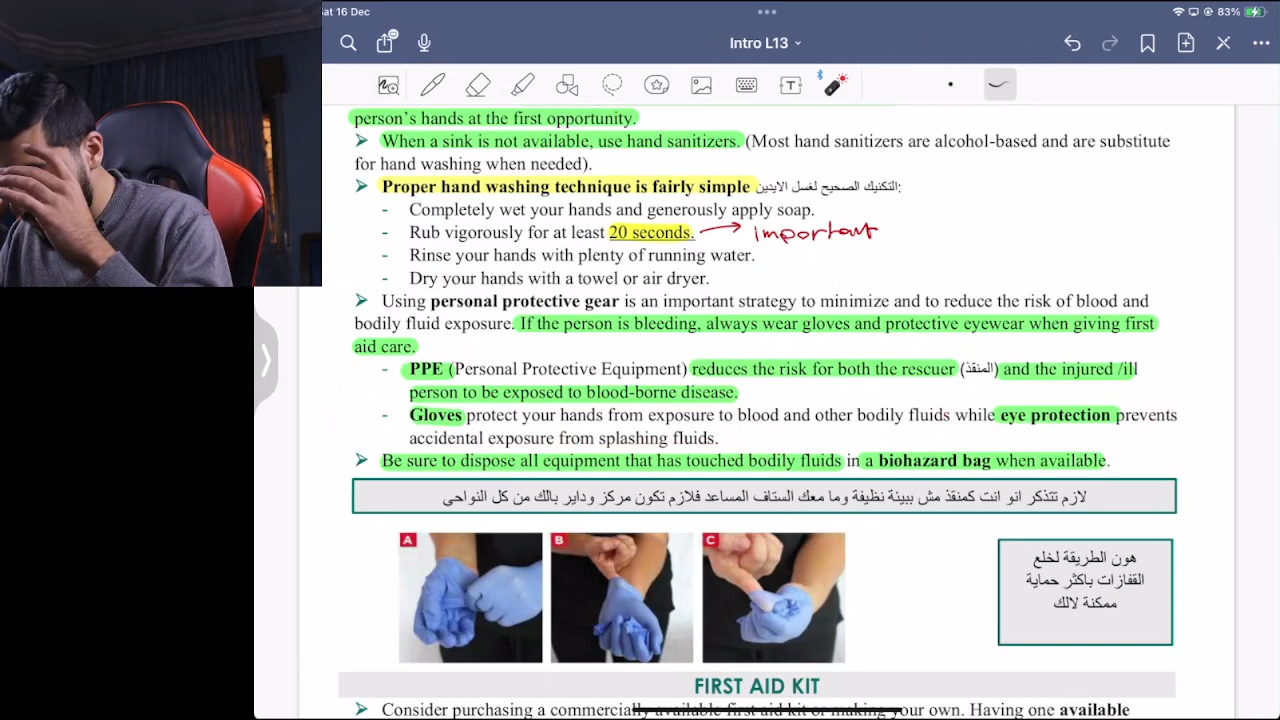 Sat 16 Dec
83%
Intro L13
person's hands at the first opportunity.
➢ When a sink is not available, use hand sanitizers. (Most hand sanitizers are alcohol-based and are substitute
for hand washing when needed).
➢ Proper hand washing technique is fairly simple التكنيك الصحيح لغسل الايدين:
- Completely wet your hands and generously apply soap.
- Rub vigorously for at least 20 seconds. important
- Rinse your hands with plenty of running water.
- Dry your hands with a towel or air dryer.
➢ Using personal protective gear is an important strategy to minimize and to reduce the risk of blood and
bodily fluid exposure. If the person is bleeding, always wear gloves and protective eyewear when giving first
aid care.
- PPE (Personal Protective Equipment) reduces the risk for both the rescuer (المنقذ) and the injured /ill
person to be exposed to blood-borne disease.
- Gloves protect your hands from exposure to blood and other bodily fluids while eye protection prevents
accidental exposure from splashing fluids.
➢ Be sure to dispose all equipment that has touched bodily fluids in a biohazard bag when available.
لازم تتذكر انو انت كمنقذ مش ببيئة نظيفة وما معك الستاف المساعد فلازم تكون مركز وداير بالك من كل النواحي
A B C
هون الطريقة لخلع
القفازات باكثر حماية
ممكنة لالك
FIRST AID KIT
➢ Consider purchasing a commercially available first aid kit or making your own. Having one available